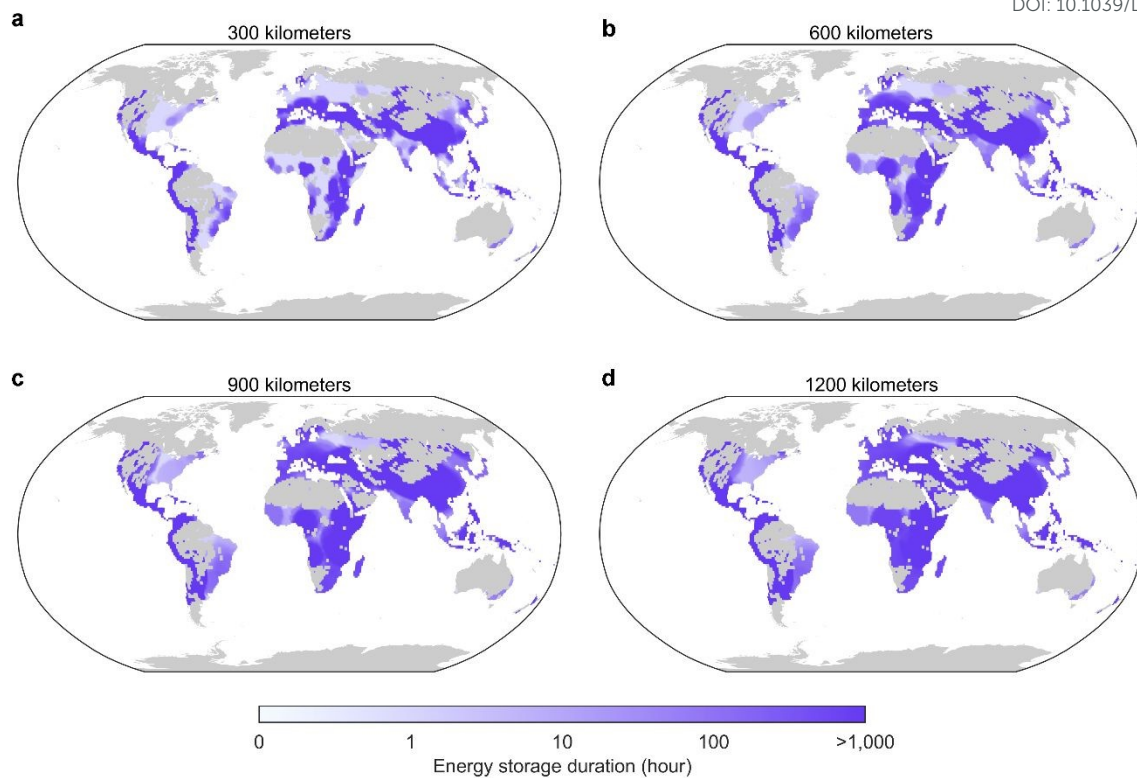 DOI: 10.1039/
a
300 kilometers
b
600 kilometers
c
900 kilometers
d
1200 kilometers
0 1 10 100 >1,000
Energy storage duration (hour)